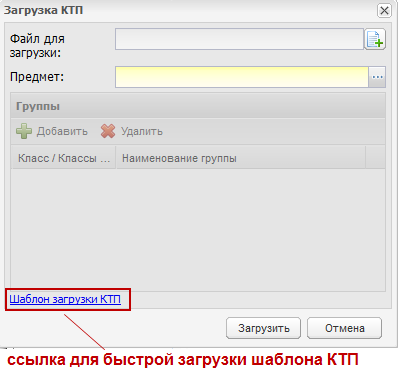 Загрузка КТП
Файл для
загрузки:
Предмет:
...
Группы
Добавить
Удалить
Класс / Классы ...
Наименование группы
Шаблон загрузки КТП
Загрузить
Отмена
ссылка для быстрой загрузки шаблона КТП